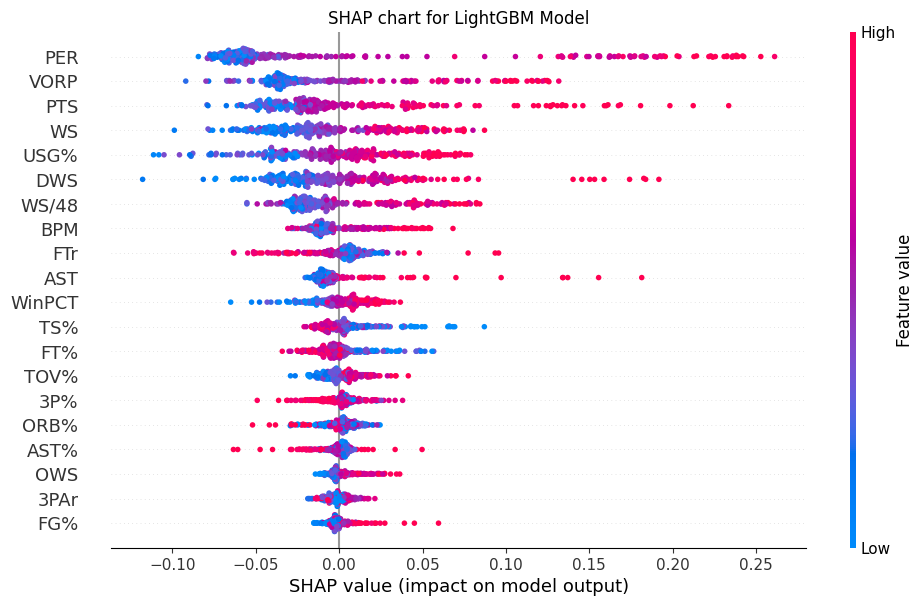 SHAP chart for LightGBM Model
High
PER
VORP
PTS
WS
USG%
DWS
WS/48
BPM
FTr
AST
WinPCT
TS%
FT%
TOV%
3P%
ORB%
AST%
OWS
3PAr
FG%
Feature value
Low
−0.10 −0.05 0.00 0.05 0.10 0.15 0.20 0.25
SHAP value (impact on model output)